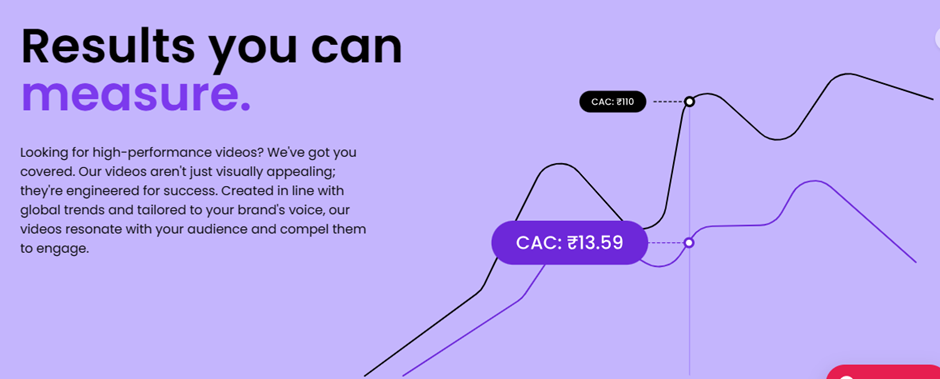 Results you can
measure.
Looking for high-performance videos? We've got you
covered. Our videos aren't just visually appealing;
they're engineered for success. Created in line with
global trends and tailored to your brand's voice, our
videos resonate with your audience and compel them
to engage.
CAC: ₹110
CAC: ₹13.59